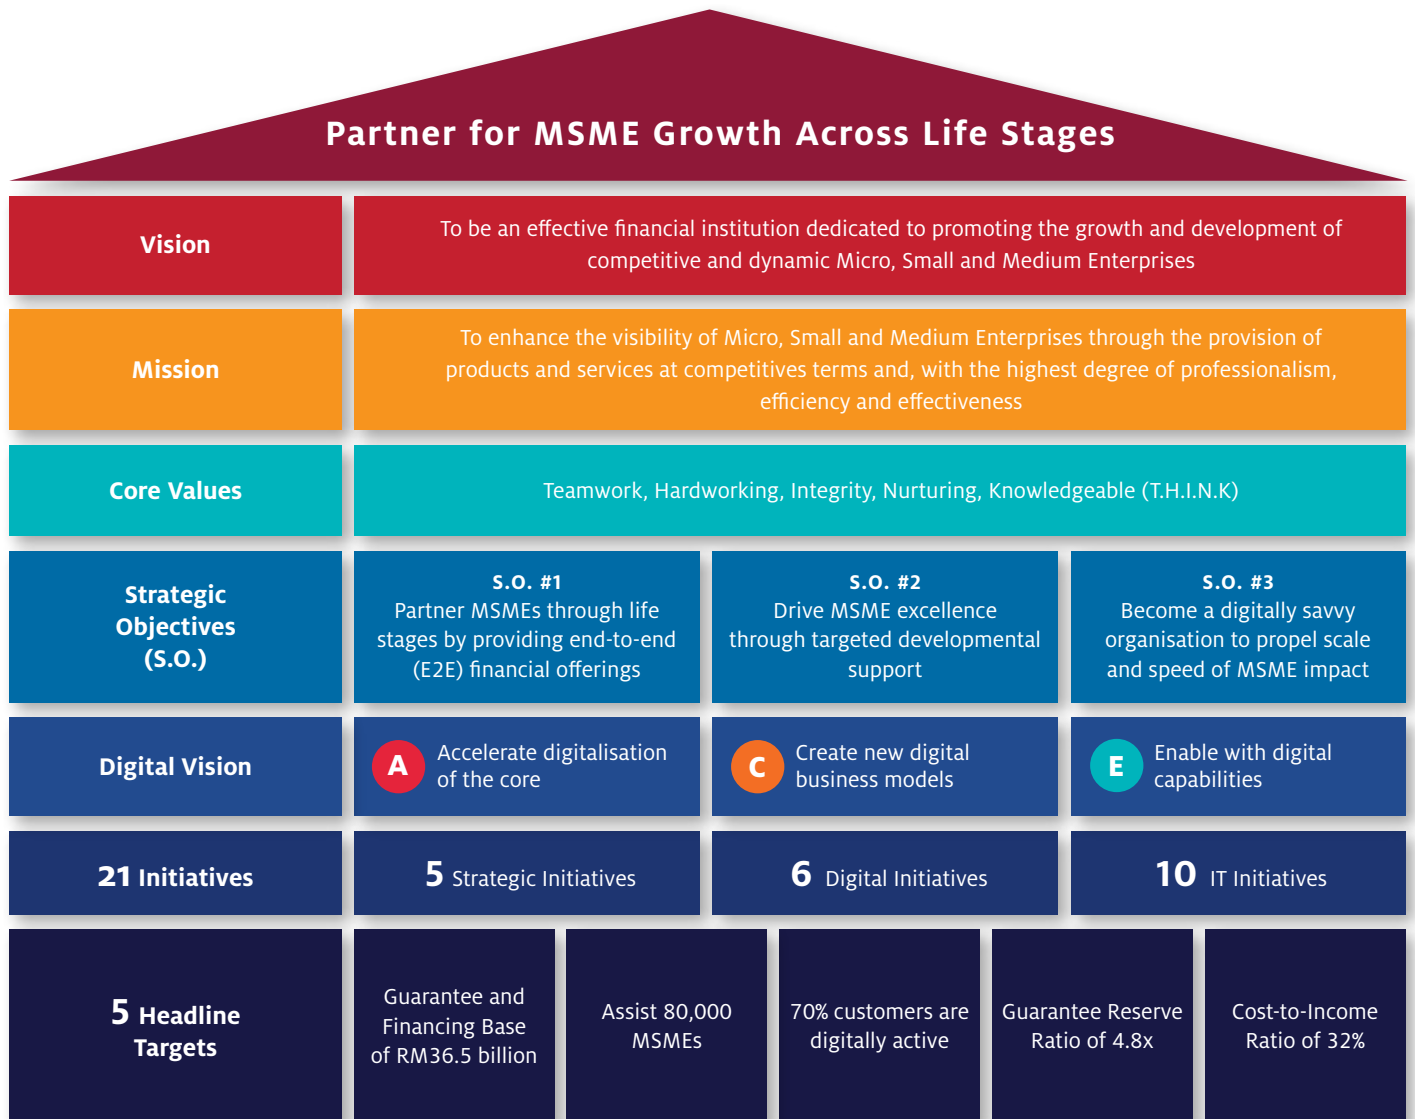 Partner for MSME Growth Across Life Stages
Vision
To be an effective financial institution dedicated to promoting the growth and development of
competitive and dynamic Micro, Small and Medium Enterprises
Mission
To enhance the visibility of Micro, Small and Medium Enterprises through the provision of
products and services at competitives terms and, with the highest degree of professionalism,
efficiency and effectiveness
Core Values
Teamwork, Hardworking, Integrity, Nurturing, Knowledgeable (T.H.I.N.K)
Strategic
Objectives
(S.O.)
S.O. #1
Partner MSMEs through life
stages by providing end-to-end
(E2E) financial offerings
S.O. #2
Drive MSME excellence
through targeted developmental
support
S.O. #3
Become a digitally savvy
organisation to propel scale
and speed of MSME impact
Digital Vision
A
Accelerate digitalisation
of the core
C
Create new digital
business models
E
Enable with digital
capabilities
21 Initiatives
5 Strategic Initiatives
6 Digital Initiatives
10 IT Initiatives
5 Headline
Targets
Guarantee and
Financing Base
of RM36.5 billion
Assist 80,000
MSMEs
70% customers are
digitally active
Guarantee Reserve
Ratio of 4.8x
Cost-to-Income
Ratio of 32%